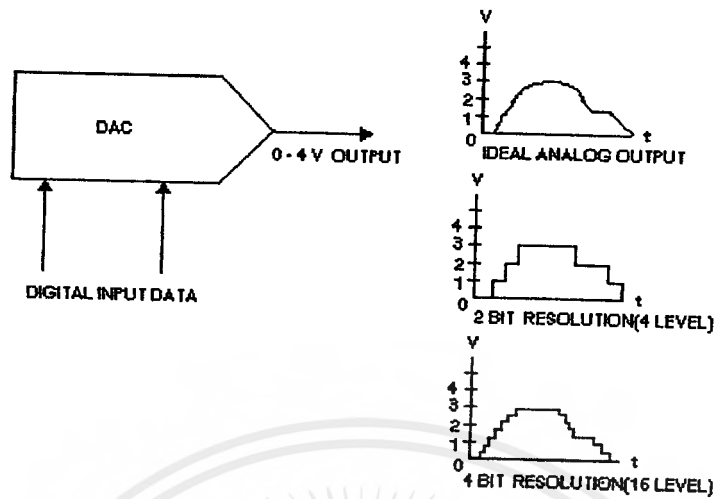 DAC
0 - 4 V OUTPUT
DIGITAL INPUT DATA
V
4
3
2
1
0
t
IDEAL ANALOG OUTPUT
V
4
3
2
1
0
t
2 BIT RESOLUTION(4 LEVEL)
V
4
3
2
1
0
t
4 BIT RESOLUTION(16 LEVEL)